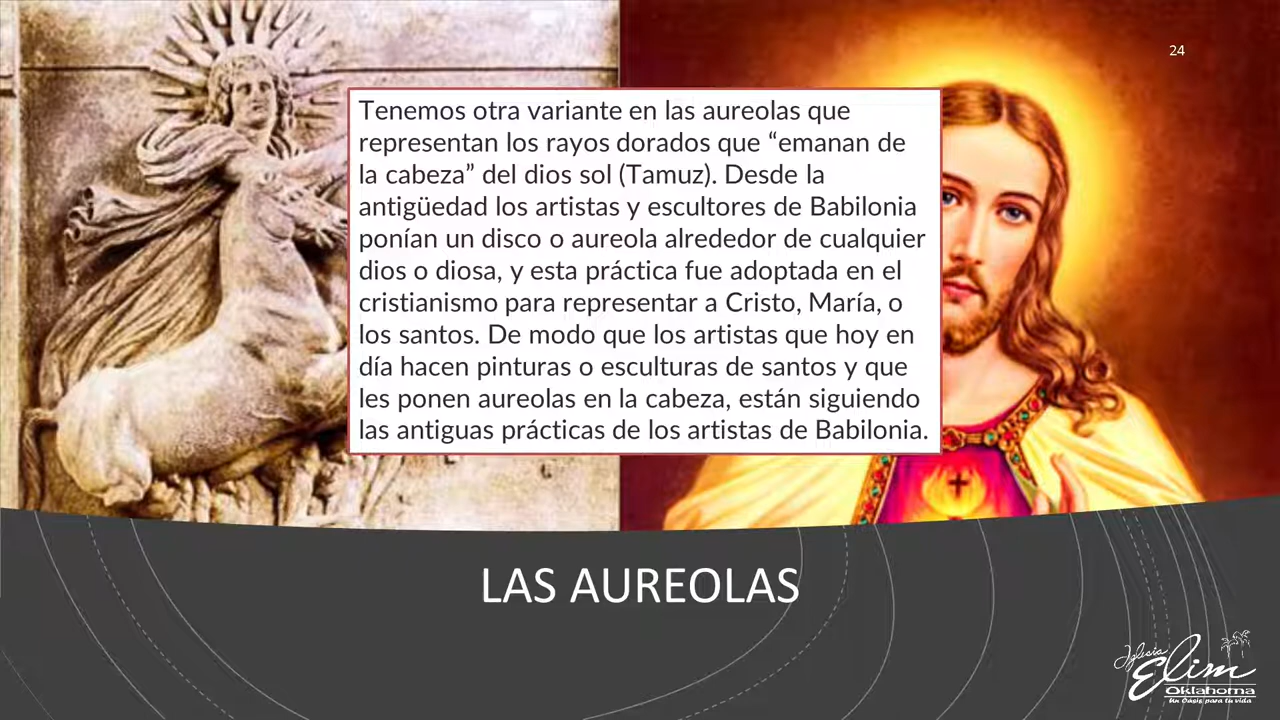 24
Tenemos otra variante en las aureolas que
representan los rayos dorados que “emanan de
la cabeza” del dios sol (Tamuz). Desde la
antigüedad los artistas y escultores de Babilonia
ponían un disco o aureola alrededor de cualquier
dios o diosa, y esta práctica fue adoptada en el
cristianismo para representar a Cristo, María, o
los santos. De modo que los artistas que hoy en
día hacen pinturas o esculturas de santos y que
les ponen aureolas en la cabeza, están siguiendo
las antiguas prácticas de los artistas de Babilonia.
LAS AUREOLAS
Iglesia
Elim
Oklahoma
Un Oasis para tu vida